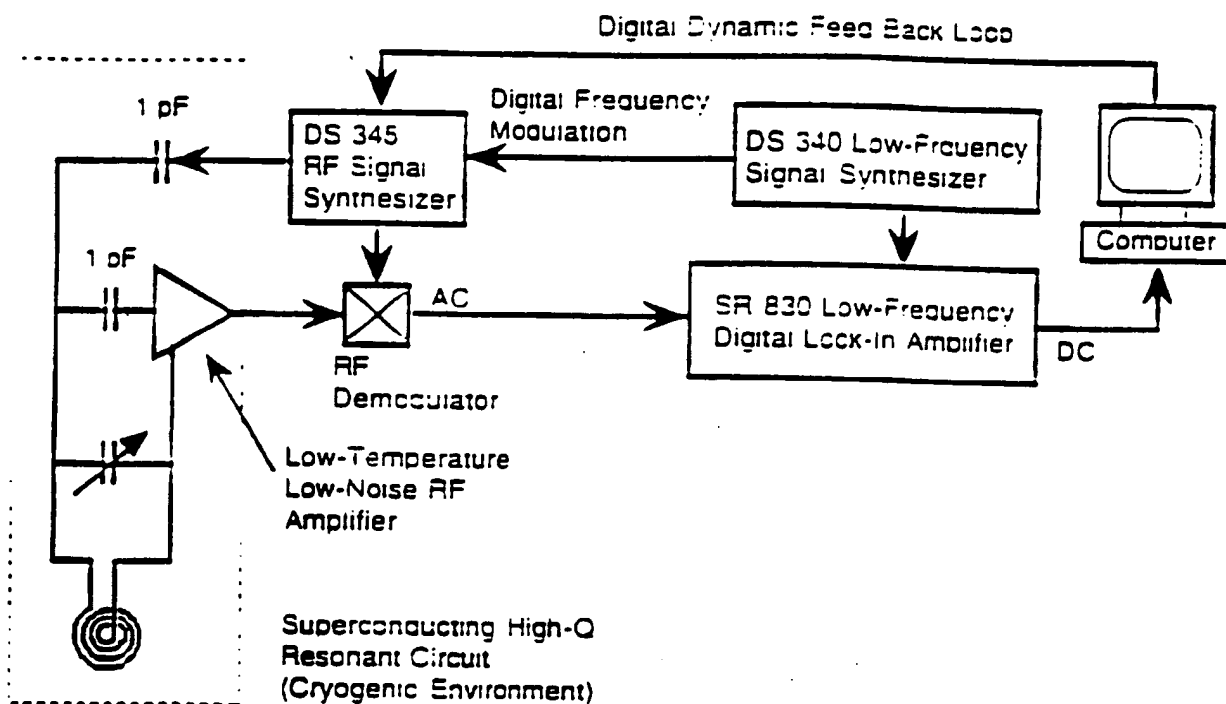 Digital Dynamic Feed Back Loop
1 pF
DS 345
RF Signal
Synthesizer
Digital Frequency
Modulation
DS 340 Low-Frquency
Signal Synthesizer
Computer
1 pF
AC
RF
Demodulator
SR 830 Low-Frequency
Digital Lock-In Amplifier
DC
Low-Temperature
Low-Noise RF
Amplifier
Superconducting High-Q
Resonant Circuit
(Cryogenic Environment)